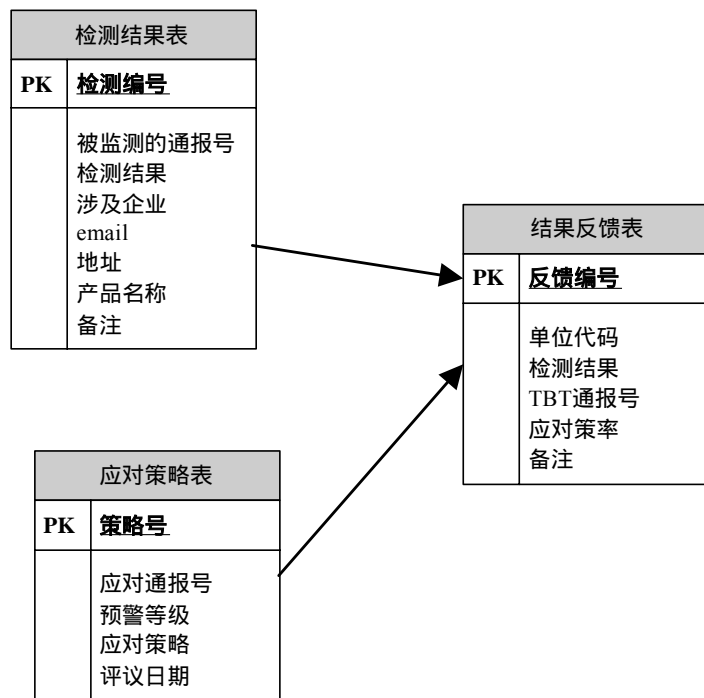 检测结果表
PK 检测编号
被监测的通报号
检测结果
涉及企业
email
地址
产品名称
备注
结果反馈表
PK 反馈编号
单位代码
检测结果
TBT通报号
应对策率
备注
应对策略表
PK 策略号
应对通报号
预警等级
应对策略
评议日期